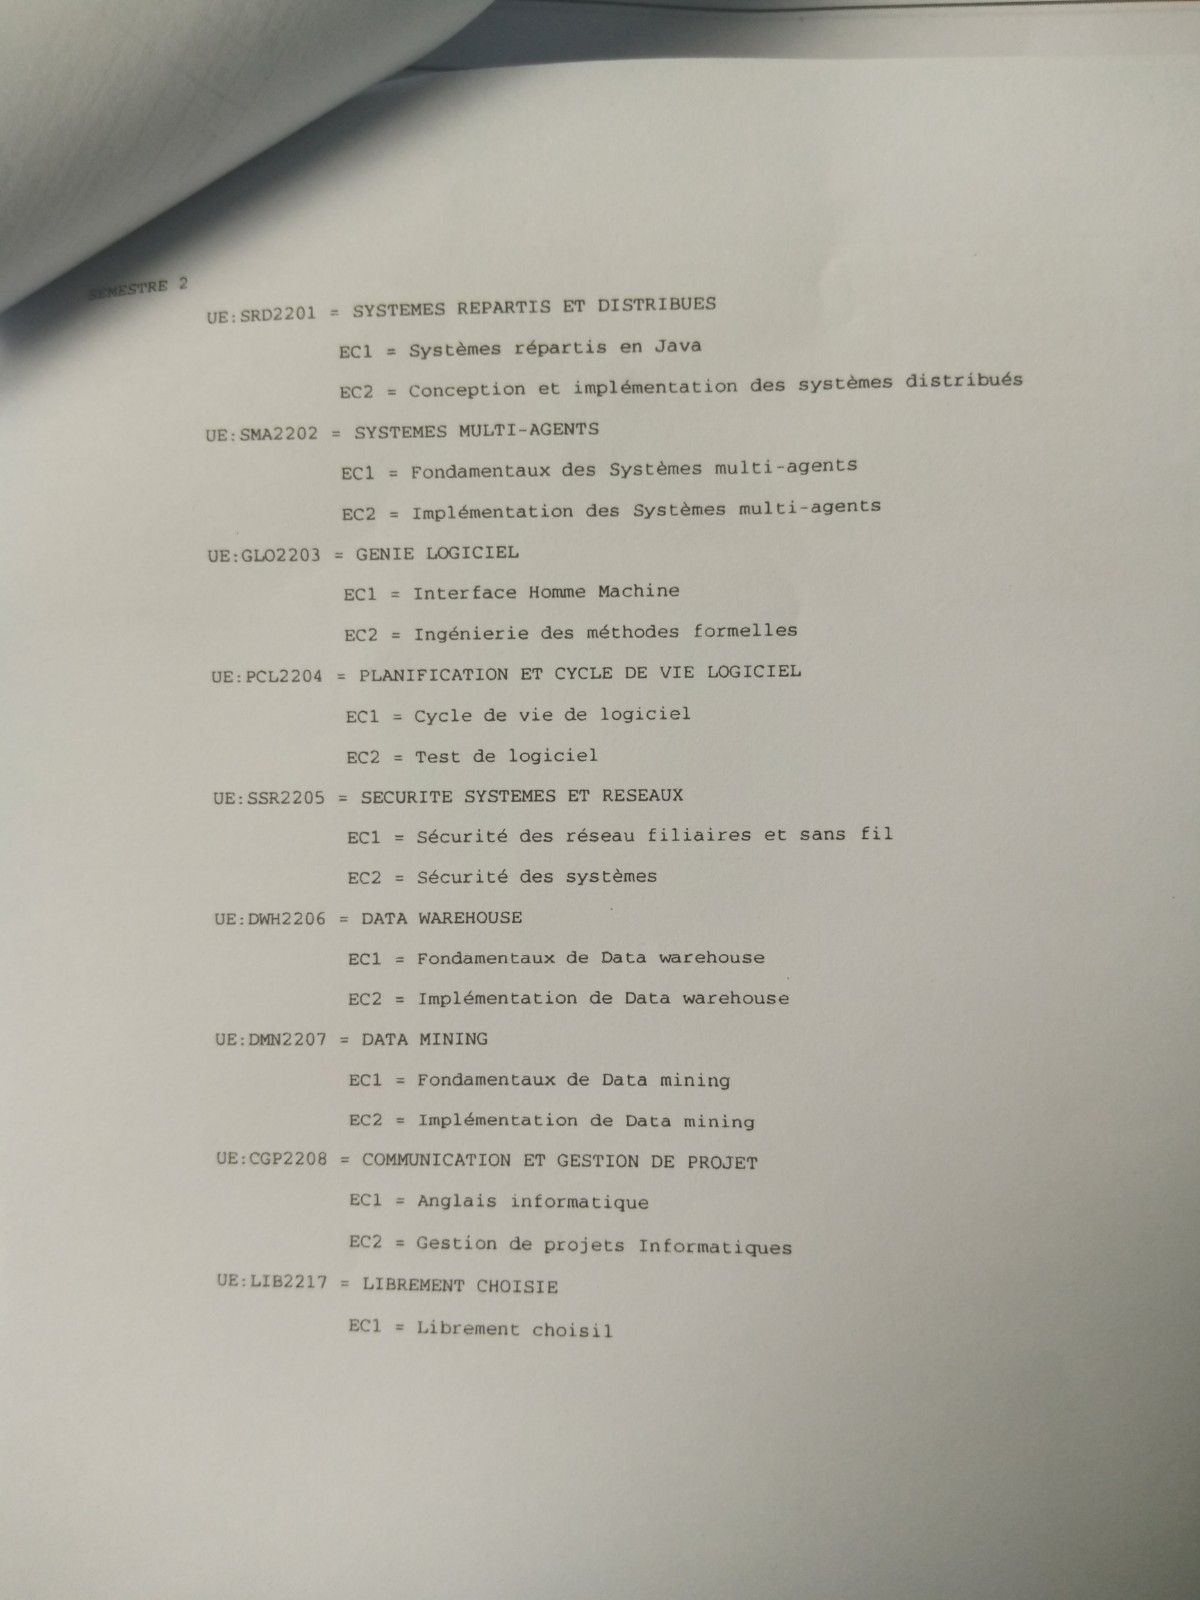 SEMESTRE 2
UE:SRD2201 = SYSTEMES REPARTIS ET DISTRIBUES
EC1 = Systèmes répartis en Java
EC2 = Conception et implémentation des systèmes distribués
UE:SMA2202 = SYSTEMES MULTI-AGENTS
EC1 = Fondamentaux des Systèmes multi-agents
EC2 = Implémentation des Systèmes multi-agents
UE:GLO2203 = GENIE LOGICIEL
EC1 = Interface Homme Machine
EC2 = Ingénierie des méthodes formelles
UE:PCL2204 = PLANIFICATION ET CYCLE DE VIE LOGICIEL
EC1 = Cycle de vie de logiciel
EC2 = Test de logiciel
UE:SSR2205 = SECURITE SYSTEMES ET RESEAUX
EC1 = Sécurité des réseau filiaires et sans fil
EC2 = Sécurité des systèmes
UE:DWH2206 = DATA WAREHOUSE
EC1 = Fondamentaux de Data warehouse
EC2 = Implémentation de Data warehouse
UE:DMN2207 = DATA MINING
EC1 = Fondamentaux de Data mining
EC2 = Implémentation de Data mining
UE:CGP2208 = COMMUNICATION ET GESTION DE PROJET
EC1 = Anglais informatique
EC2 = Gestion de projets Informatiques
UE:LIB2217 = LIBREMENT CHOISIE
EC1 = Librement choisi1